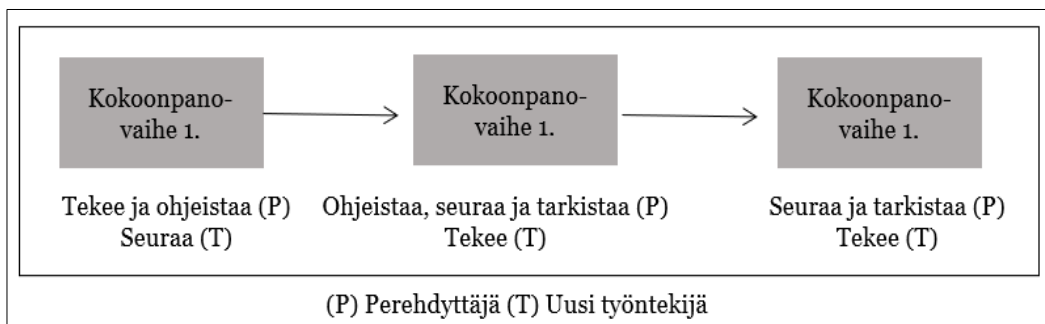 Kokoonpano-
vaihe 1.
Kokoonpano-
vaihe 1.
Kokoonpano-
vaihe 1.
Tekee ja ohjeistaa (P)
Seuraa (T)
Ohjeistaa, seuraa ja tarkistaa (P)
Tekee (T)
Seuraa ja tarkistaa (P)
Tekee (T)
(P) Perehdyttäjä (T) Uusi työntekijä